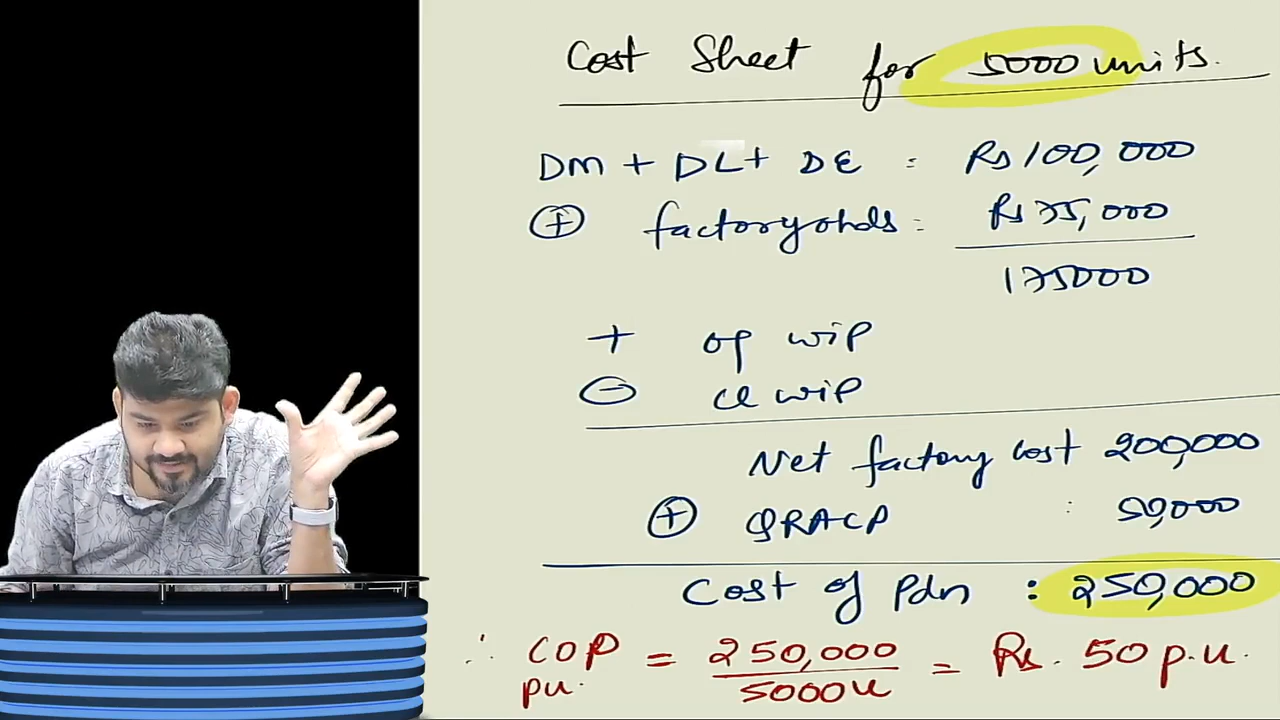 Cost Sheet for 5000 units.
DM + DL + DE : Rs 100,000
+ factory ohds : Rs 75,000
175000
+ op wip
- cl wip
Net factory cost 200,000
+ QRACP : 50,000
Cost of Pdn : 250,000
∴ COP pu. = 250,000 / 5000u = Rs. 50 p.u.